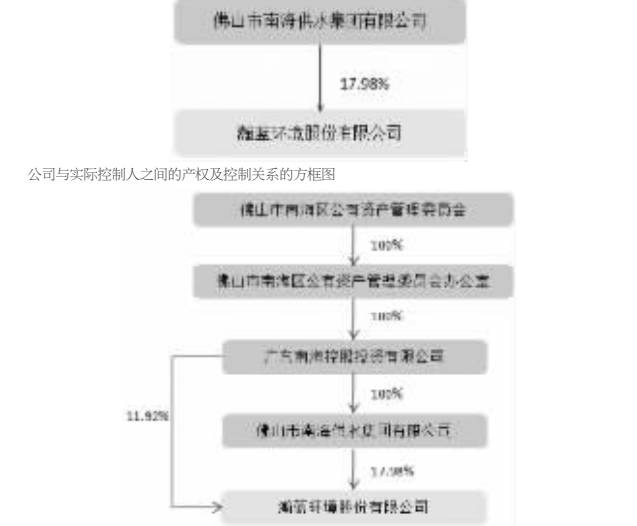 佛山市南海供水集团有限公司
17.98%
瀚蓝环境股份有限公司
公司与实际控制人之间的产权及控制关系的方框图
佛山市南海区公有资产管理委员会
100%
佛山市南海区公有资产管理委员会办公室
100%
广东南海控股投资有限公司
100%
11.92%
佛山市南海供水集团有限公司
17.98%
瀚蓝环境股份有限公司